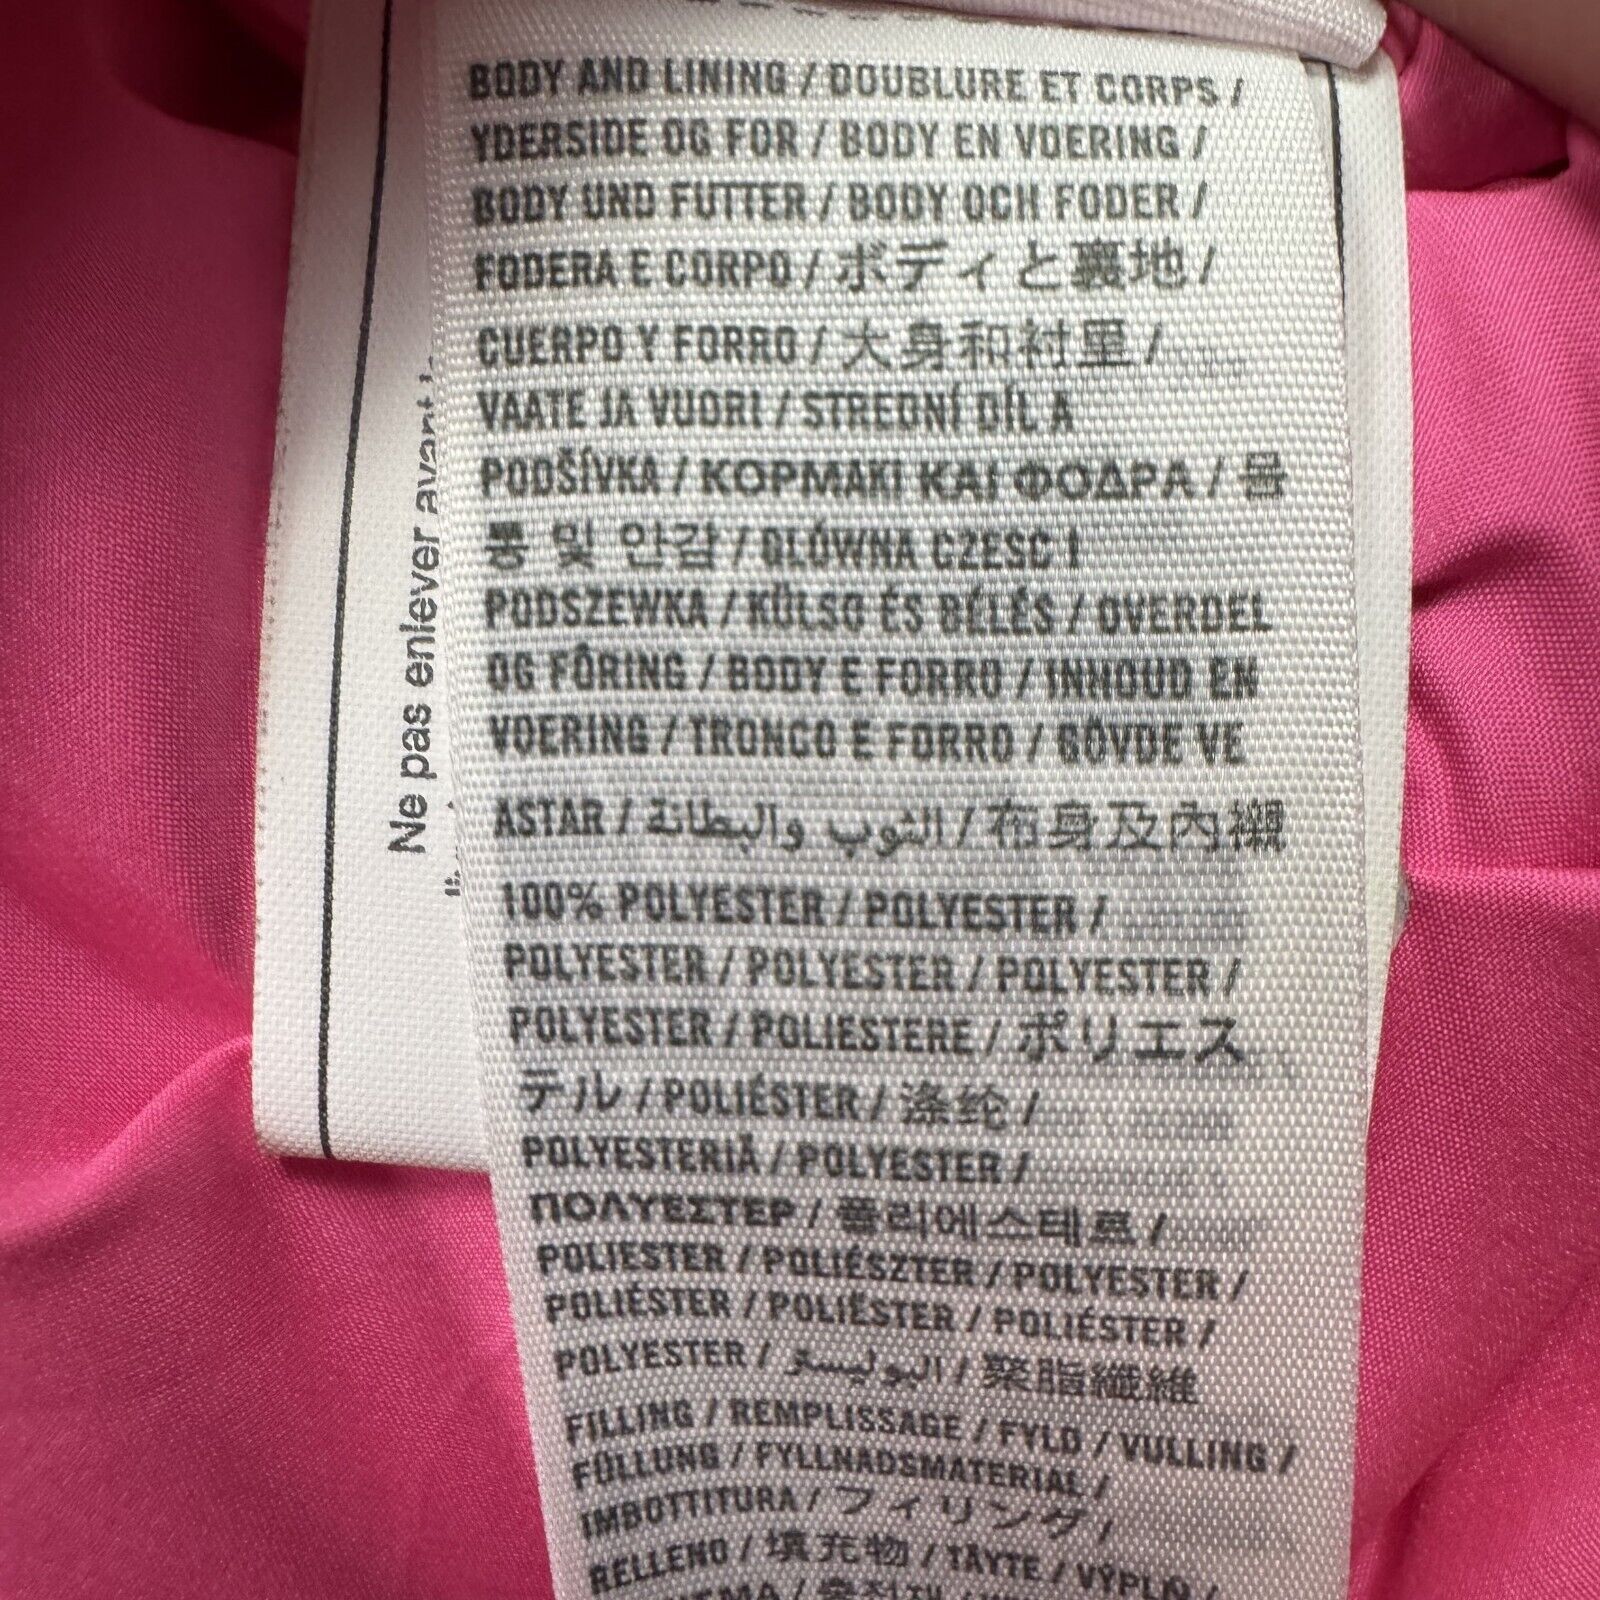 BODY AND LINING / DOUBLURE ET CORPS /
YDERSIDE OG FOR / BODY EN VOERING /
BODY UND FUTTER / BODY OCH FODER /
FODERA E CORPO / ボディと裏地 /
CUERPO Y FORRO / 大身和衬里 /
VAATE JA VUORI / STREDNÍ DÍL A
PODŠÍVKA / ΚΟΡΜΑΚΙ ΚΑΙ ΦΟΔΡΑ / 몸
통 및 안감 / GLÓWNA CZESC I
PODSZEWKA / KÜLSO ÉS BÉLÉS / OVERDEL
OG FÔRING / BODY E FORRO / INHOUD EN
VOERING / TRONCO E FORRO / GÖVDE VE
ASTAR / الثوب والبطانة / 布身及內襯
100% POLYESTER / POLYESTER /
POLYESTER / POLYESTER / POLYESTER /
POLYESTER / POLIESTERE / ポリエス
テル / POLIÉSTER / 涤纶 /
POLYESTERIÄ / POLYESTER /
ΠΟΛΥΕΣΤΕΡ / 폴리에스테르 /
POLIESTER / POLIÉSZTER / POLYESTER /
POLIÉSTER / POLIËSTER / POLIÉSTER /
POLYESTER / البوليستر / 聚脂纖維
FILLING / REMPLISSAGE / FYLD / VULLING /
FÜLLUNG / FYLLNADSMATERIAL /
IMBOTTITURA / フィリング /
RELLENO / 填充物 / TÄYTE / VÝPLŇ /
Ne pas enlever avant